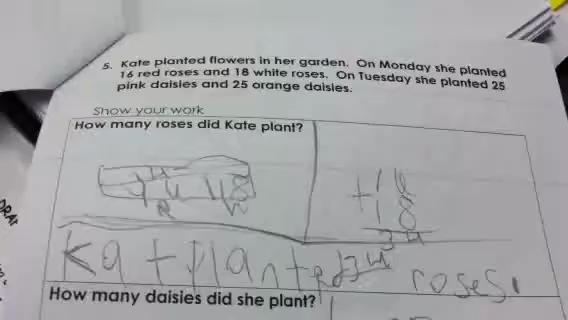 5. Kate planted flowers in her garden. On Monday she planted
16 red roses and 18 white roses. On Tuesday she planted 25
pink daisies and 25 orange daisies.
Show your work
How many roses did Kate plant?
R W
16
+18
34
Kat planted 34 roses.
How many daisies did she plant?